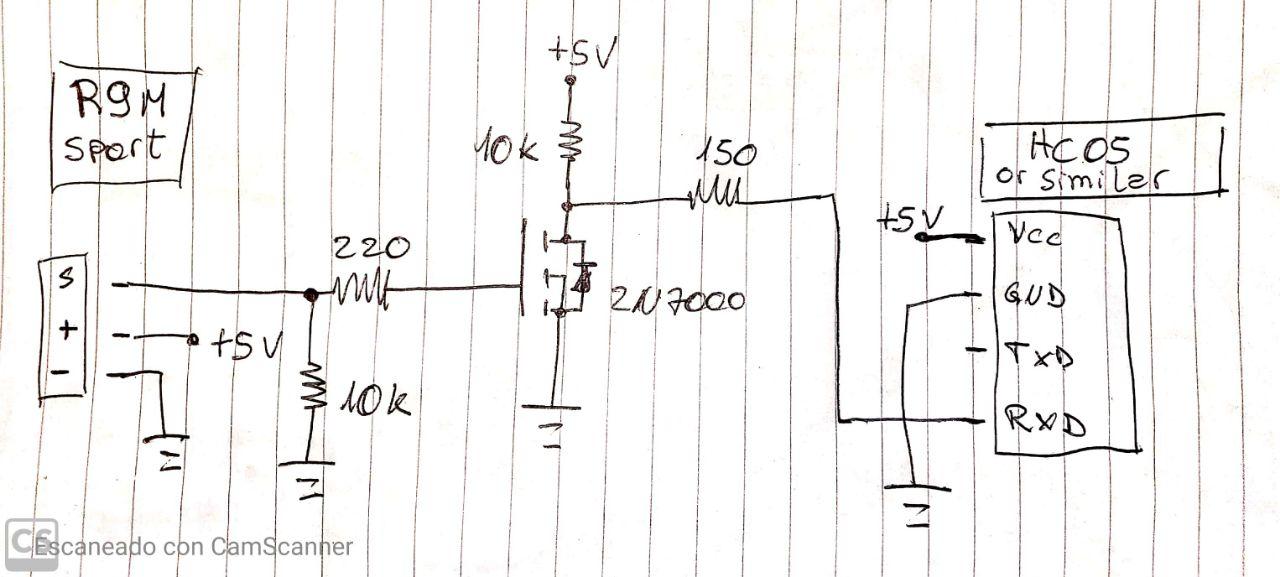 +5V
R9M
sport
10k
150
HC05
or similar
+5V
Vcc
220
S
GND
2N7000
+
+5V
TXD
-
10k
RXD
CS Escaneado con CamScanner